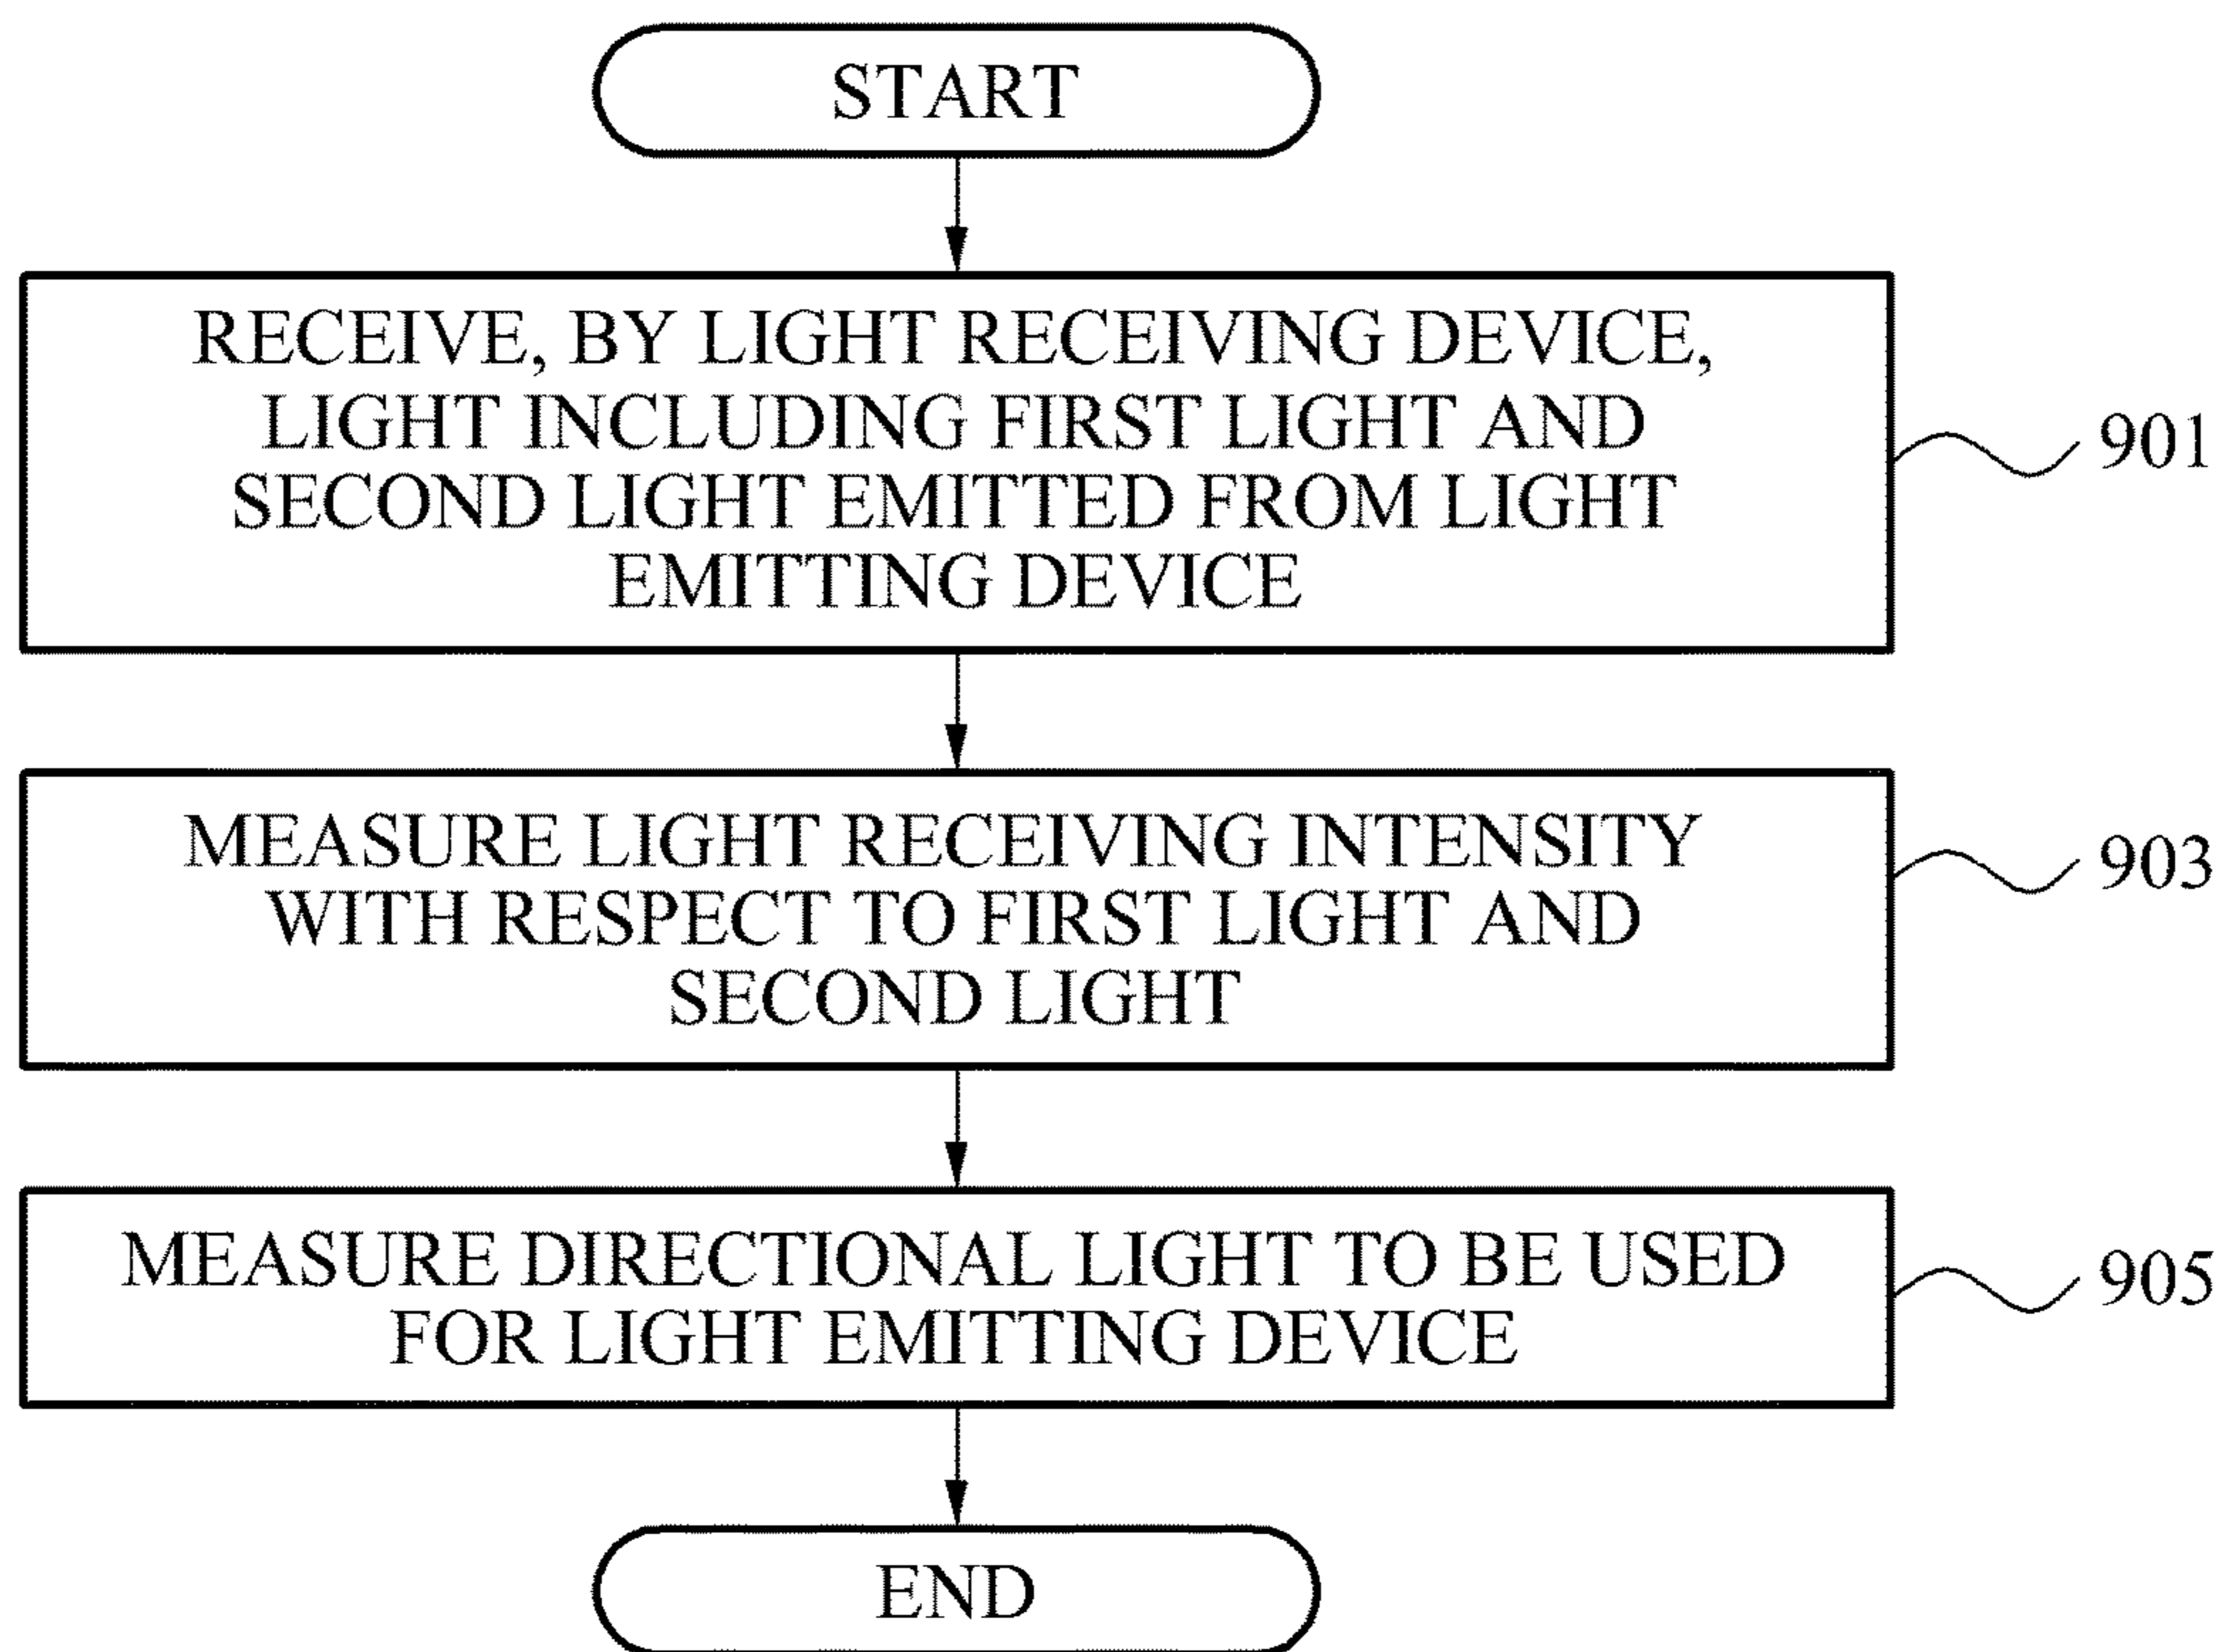 START
RECEIVE, BY LIGHT RECEIVING DEVICE,
LIGHT INCLUDING FIRST LIGHT AND
SECOND LIGHT EMITTED FROM LIGHT
EMITTING DEVICE
901
MEASURE LIGHT RECEIVING INTENSITY
WITH RESPECT TO FIRST LIGHT AND
SECOND LIGHT
903
MEASURE DIRECTIONAL LIGHT TO BE USED
FOR LIGHT EMITTING DEVICE
905
END